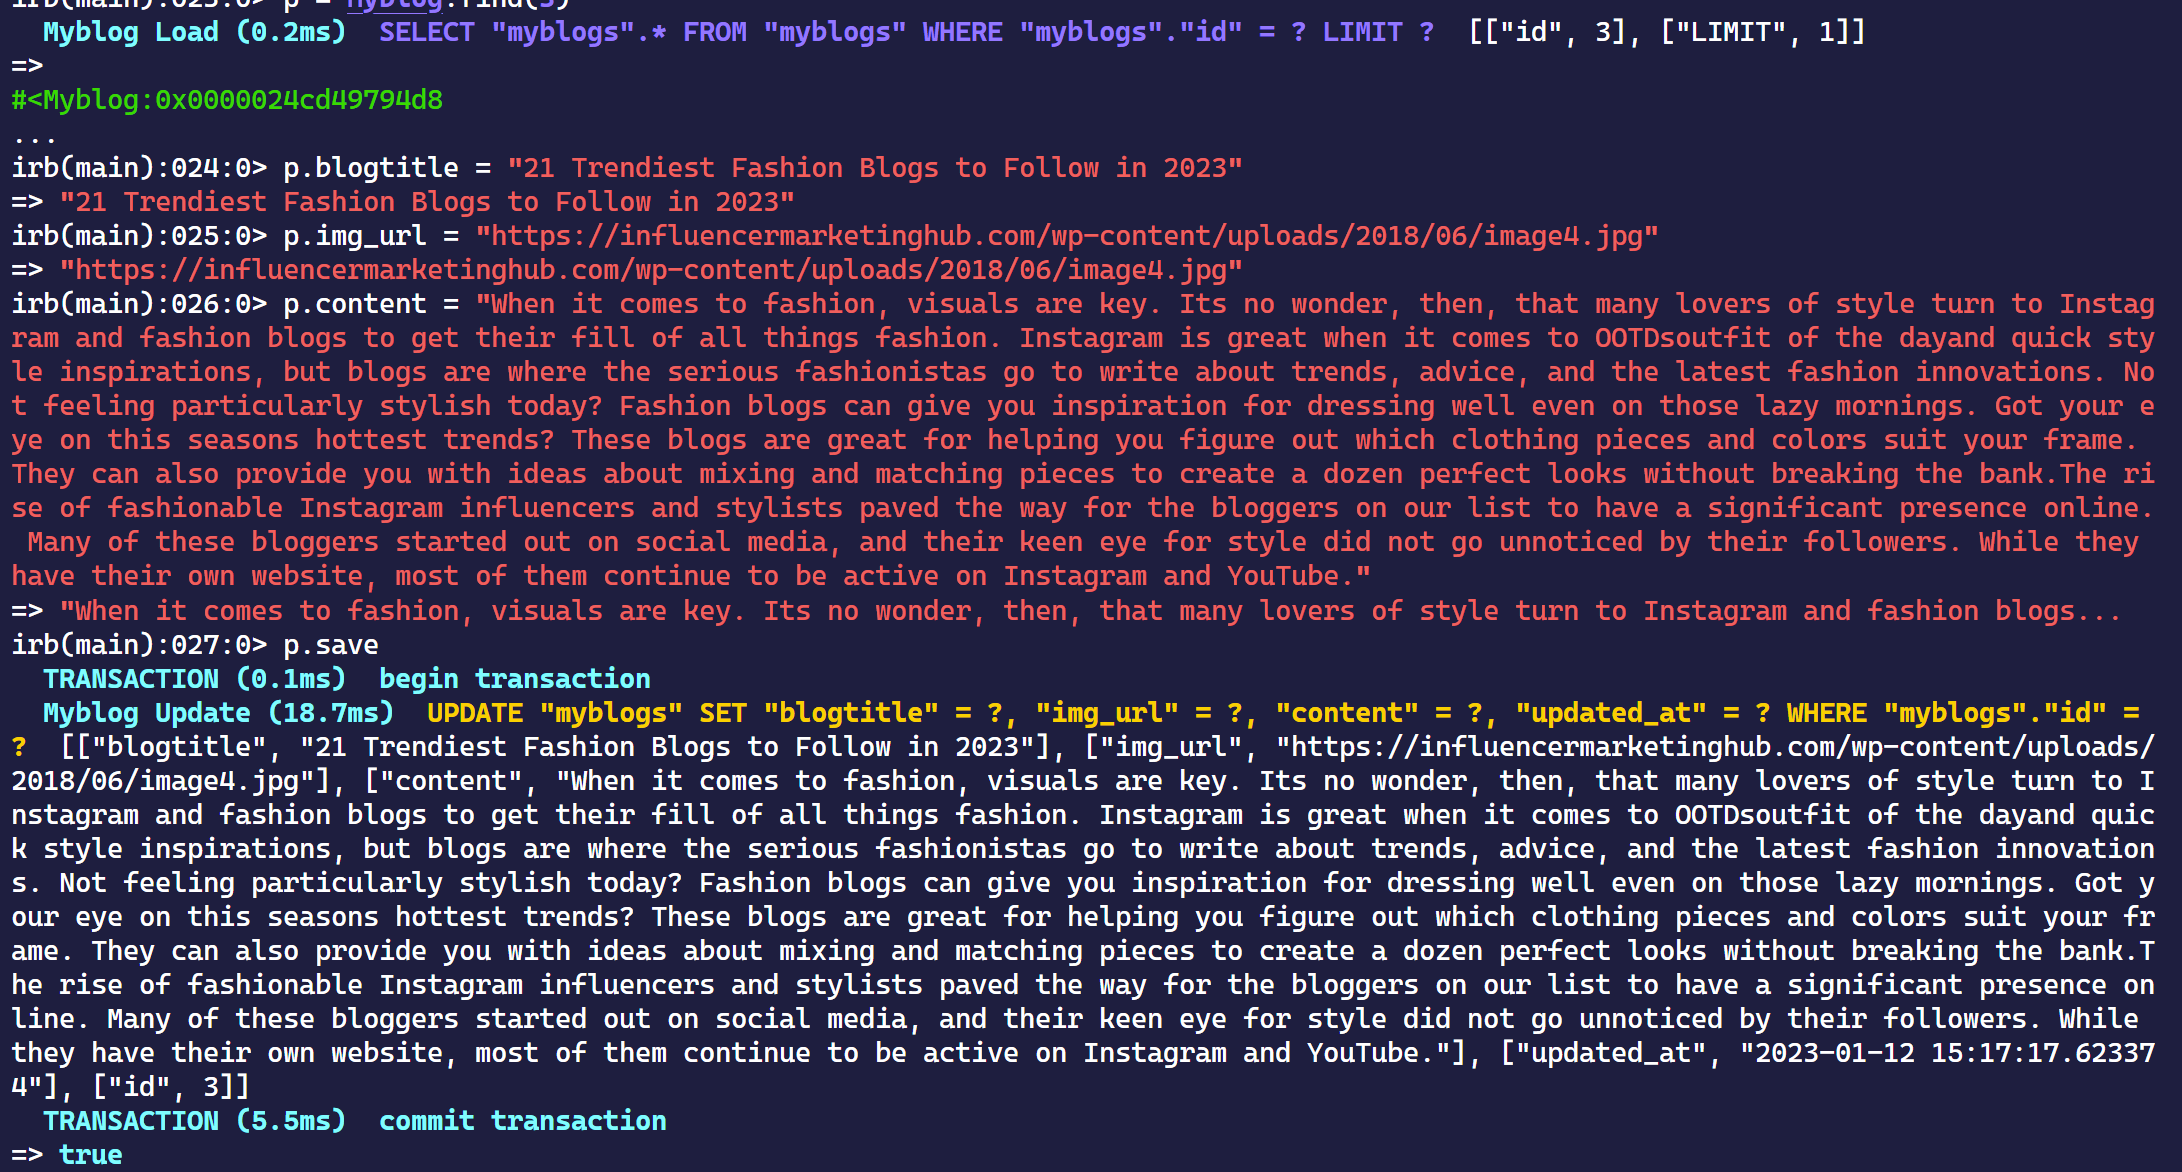 irb(main):023:0> p = Myblog.find(3)
  Myblog Load (0.2ms)  SELECT "myblogs".* FROM "myblogs" WHERE "myblogs"."id" = ? LIMIT ?  [["id", 3], ["LIMIT", 1]]
=>
#<Myblog:0x0000024cd49794d8
...
irb(main):024:0> p.blogtitle = "21 Trendiest Fashion Blogs to Follow in 2023"
=> "21 Trendiest Fashion Blogs to Follow in 2023"
irb(main):025:0> p.img_url = "https://influencermarketinghub.com/wp-content/uploads/2018/06/image4.jpg"
=> "https://influencermarketinghub.com/wp-content/uploads/2018/06/image4.jpg"
irb(main):026:0> p.content = "When it comes to fashion, visuals are key. Its no wonder, then, that many lovers of style turn to Instag
ram and fashion blogs to get their fill of all things fashion. Instagram is great when it comes to OOTDsoutfit of the dayand quick sty
le inspirations, but blogs are where the serious fashionistas go to write about trends, advice, and the latest fashion innovations. No
t feeling particularly stylish today? Fashion blogs can give you inspiration for dressing well even on those lazy mornings. Got your e
ye on this seasons hottest trends? These blogs are great for helping you figure out which clothing pieces and colors suit your frame.
They can also provide you with ideas about mixing and matching pieces to create a dozen perfect looks without breaking the bank.The ri
se of fashionable Instagram influencers and stylists paved the way for the bloggers on our list to have a significant presence online.
 Many of these bloggers started out on social media, and their keen eye for style did not go unnoticed by their followers. While they
have their own website, most of them continue to be active on Instagram and YouTube."
=> "When it comes to fashion, visuals are key. Its no wonder, then, that many lovers of style turn to Instagram and fashion blogs...
irb(main):027:0> p.save
  TRANSACTION (0.1ms)  begin transaction
  Myblog Update (18.7ms)  UPDATE "myblogs" SET "blogtitle" = ?, "img_url" = ?, "content" = ?, "updated_at" = ? WHERE "myblogs"."id" =
?  [["blogtitle", "21 Trendiest Fashion Blogs to Follow in 2023"], ["img_url", "https://influencermarketinghub.com/wp-content/uploads/
2018/06/image4.jpg"], ["content", "When it comes to fashion, visuals are key. Its no wonder, then, that many lovers of style turn to I
nstagram and fashion blogs to get their fill of all things fashion. Instagram is great when it comes to OOTDsoutfit of the dayand quic
k style inspirations, but blogs are where the serious fashionistas go to write about trends, advice, and the latest fashion innovation
s. Not feeling particularly stylish today? Fashion blogs can give you inspiration for dressing well even on those lazy mornings. Got y
our eye on this seasons hottest trends? These blogs are great for helping you figure out which clothing pieces and colors suit your fr
ame. They can also provide you with ideas about mixing and matching pieces to create a dozen perfect looks without breaking the bank.T
he rise of fashionable Instagram influencers and stylists paved the way for the bloggers on our list to have a significant presence on
line. Many of these bloggers started out on social media, and their keen eye for style did not go unnoticed by their followers. While
they have their own website, most of them continue to be active on Instagram and YouTube."], ["updated_at", "2023-01-12 15:17:17.62337
4"], ["id", 3]]
  TRANSACTION (5.5ms)  commit transaction
=> true